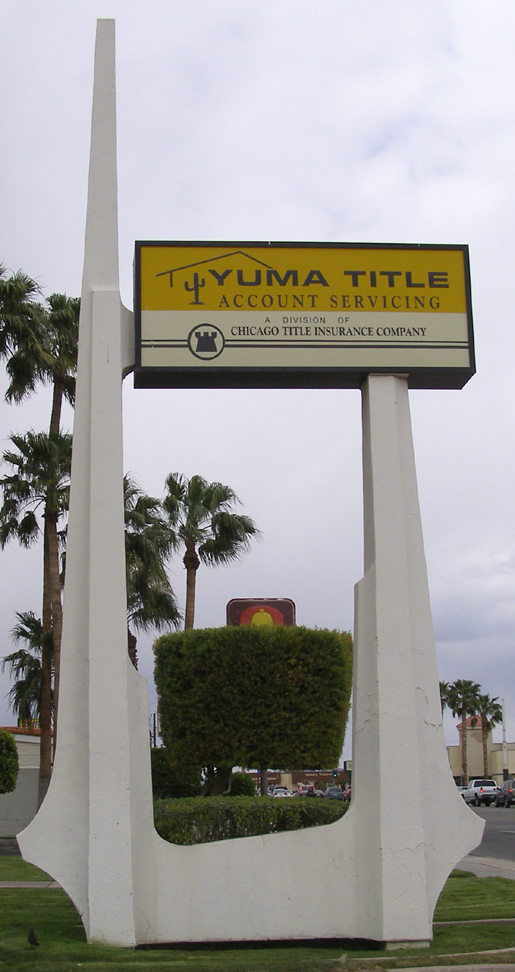 YUMA TITLE
ACCOUNT SERVICING
A DIVISION OF
CHICAGO TITLE INSURANCE COMPANY